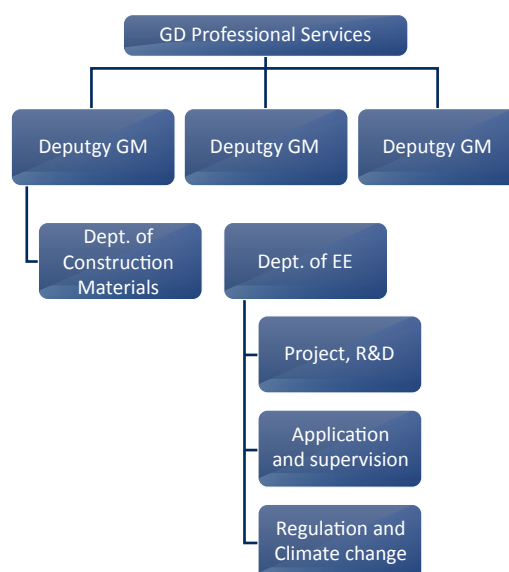 GD Professional Services
Deputgy GM
Deputgy GM
Deputgy GM
Dept. of
Construction
Materials
Dept. of EE
Project, R&D
Application
and supervision
Regulation and
Climate change